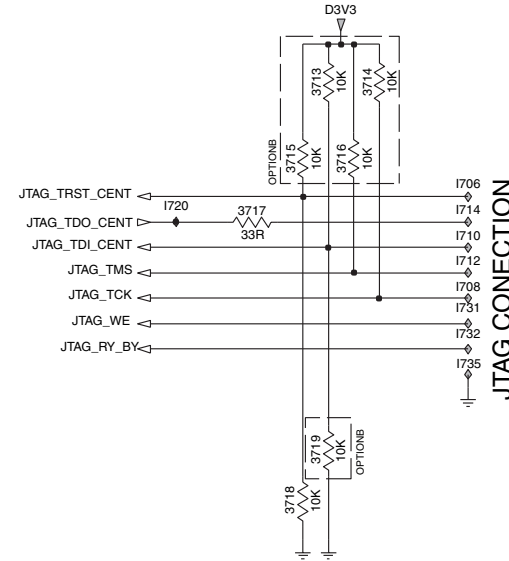 D3V3
3713
10K
3714
10K
OPTIONB
3715
10K
3716
10K
JTAG_TRST_CENT
I706
JTAG_TDO_CENT
I720
3717
33R
I714
JTAG_TDI_CENT
I710
JTAG_TMS
I712
JTAG_TCK
I708
JTAG_WE
I731
JTAG_RY_BY
I732
I735
JTAG CONECTION
3719
10K
OPTIONB
3718
10K